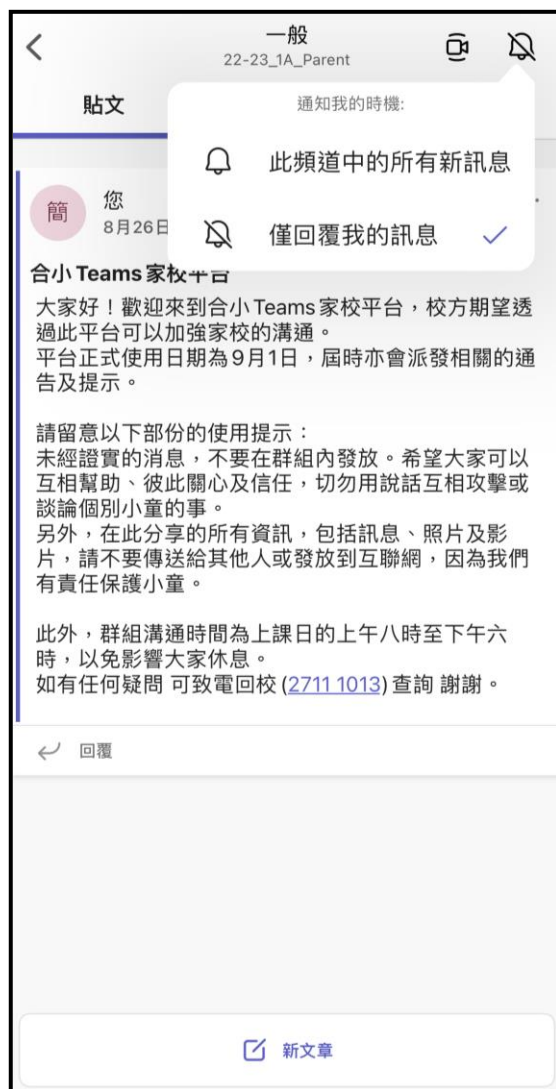 一般
22-23_1A_Parent
貼文
通知我的時機:
此頻道中的所有新訊息
僅回覆我的訊息
簡
您
8月26日
合小 Teams 家校平台
大家好！歡迎來到合小 Teams 家校平台，校方期望透
過此平台可以加強家校的溝通。
平台正式使用日期為9月1日，屆時亦會派發相關的通
告及提示。
請留意以下部份的使用提示：
未經證實的消息，不要在群組內發放。希望大家可以
互相幫助、彼此關心及信任，切勿用說話互相攻擊或
談論個別小童的事。
另外，在此分享的所有資訊，包括訊息、照片及影
片，請不要傳送給其他人或發放到互聯網，因為我們
有責任保護小童。
此外，群組溝通時間為上課日的上午八時至下午六
時，以免影響大家休息。
如有任何疑問 可致電回校 (2711 1013) 查詢 謝謝。
回覆
新文章